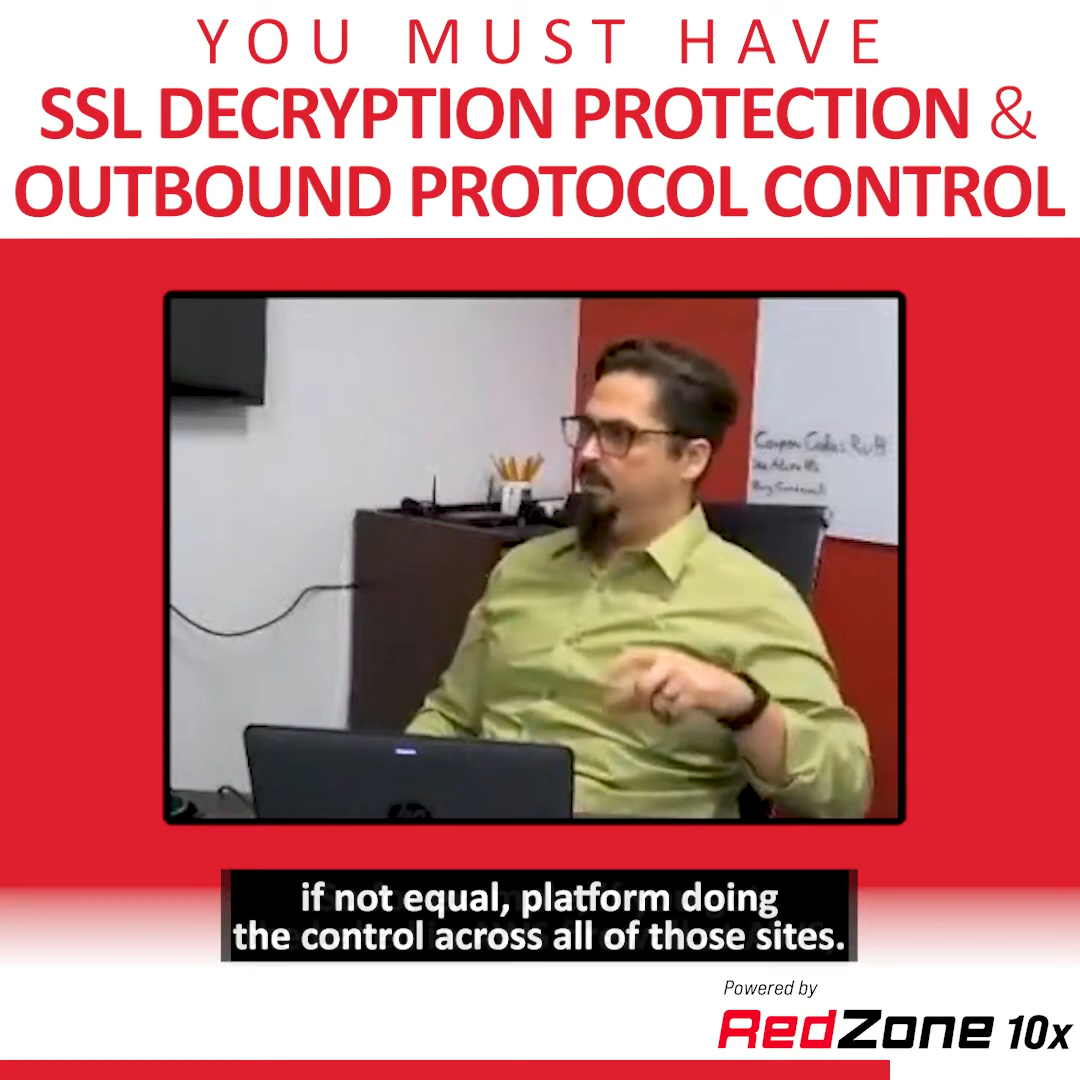 YOU MUST HAVE
SSL DECRYPTION PROTECTION &
OUTBOUND PROTOCOL CONTROL
if not equal, platform doing
the control across all of those sites.
Powered by
RedZone 10x